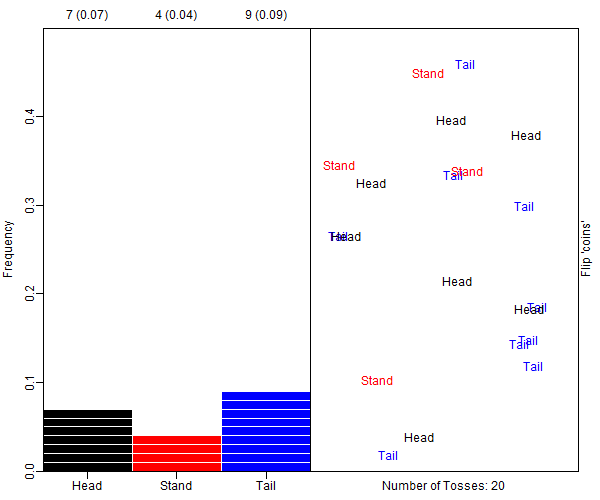 7 (0.07) 4 (0.04) 9 (0.09)
Frequency
0.4
0.3
0.2
0.1
0.0
Head Stand Tail
Tail
Stand
Head
Head
Stand
Stand
Tail
Head
Tail
Tail
Head
Head
Tail
Head
Tail
Tail
Tail
Stand
Head
Tail
Flip 'coins'
Number of Tosses: 20